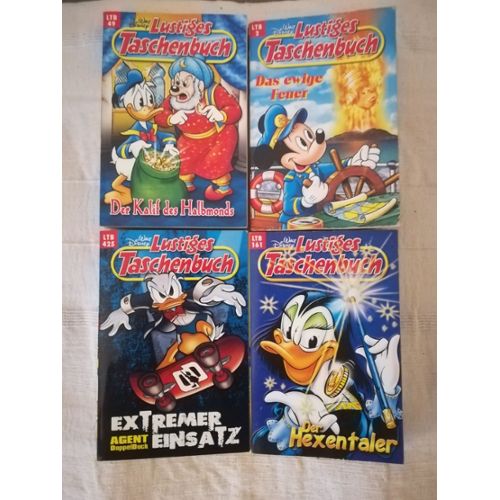 LTB
49
Walt
Disney
Lustiges
Taschenbuch
Der Kalif des Halbmonds
LTB
2
Walt
Disney
Lustiges
Taschenbuch
Das ewige
Feuer
LTB
425
Walt
Disney
Lustiges
Taschenbuch
EXTREMER
AGENT
DoppelDuck
EINSATZ
LTB
161
Walt
Disney
Lustiges
Taschenbuch
Der
Hexentaler